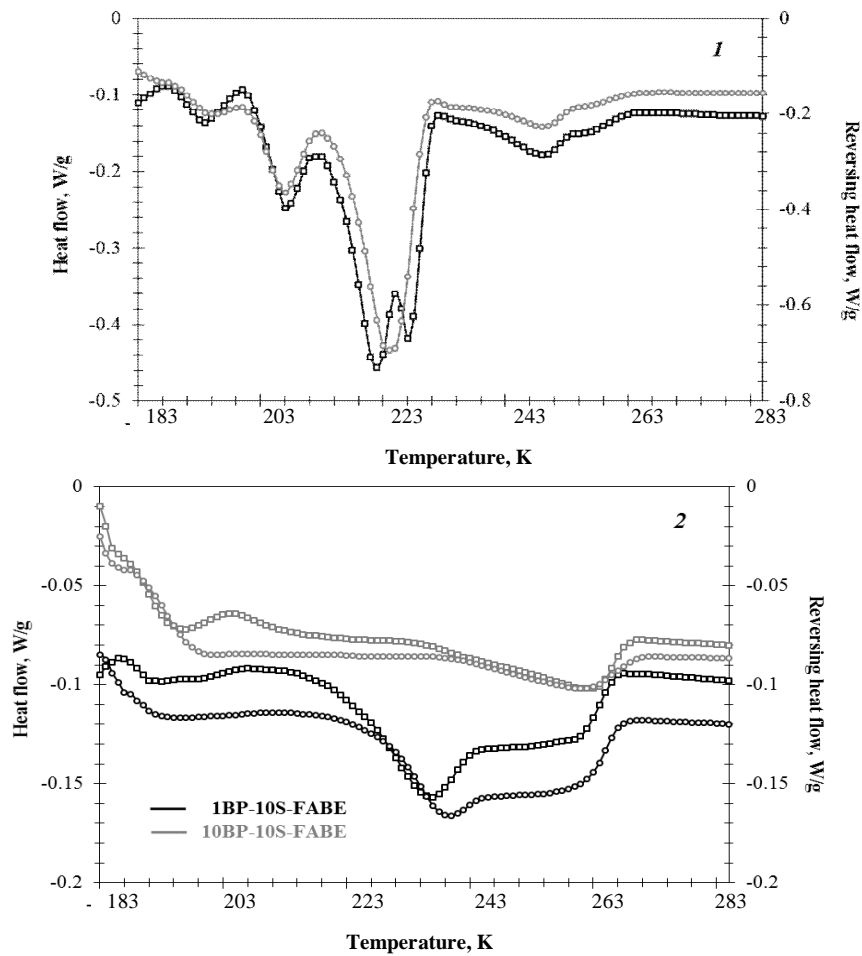 0
-0.1
-0.2
-0.3
-0.4
-0.5
Heat flow, W/g
1
0
-0.2
-0.4
-0.6
-0.8
Reversing heat flow, W/g
- 183 203 223 243 263 283
Temperature, K
0
-0.05
-0.1
-0.15
-0.2
Heat flow, W/g
2
1BP-10S-FABE
10BP-10S-FABE
0
-0.05
-0.1
-0.15
-0.2
Reversing heat flow, W/g
- 183 203 223 243 263 283
Temperature, K